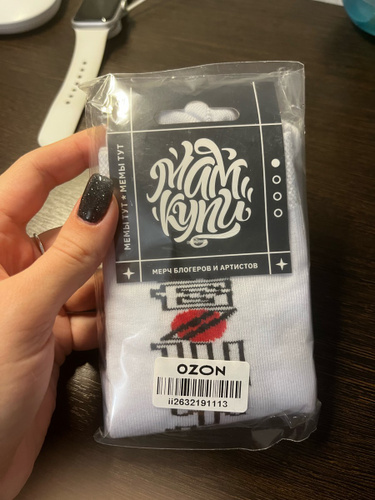 Мам
купи
МЕМЫ ТУТ ★ МЕМЫ ТУТ
МЕРЧ БЛОГЕРОВ И АРТИСТОВ
OZON
ii2632191113